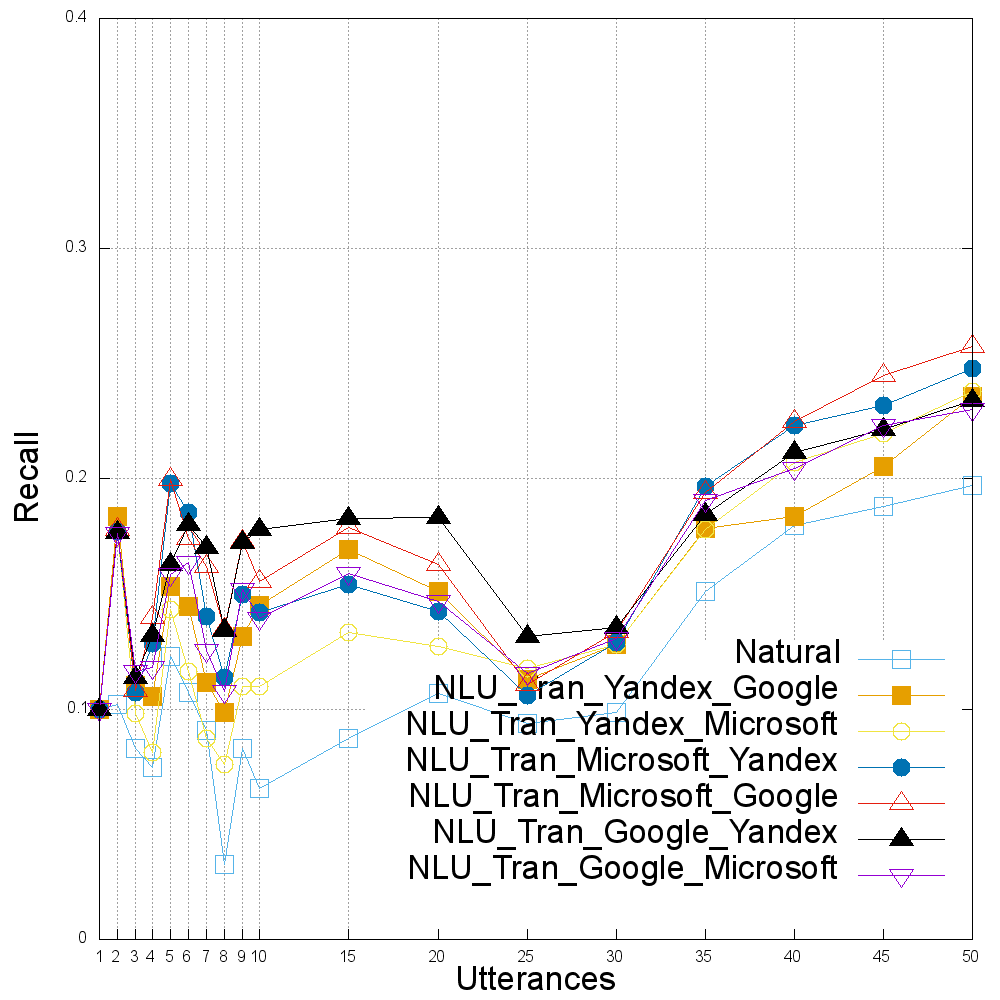 0.4
0.3
0.2
0.1
0
Recall
Natural
NLU_Tran_Yandex_Google
NLU_Tran_Yandex_Microsoft
NLU_Tran_Microsoft_Yandex
NLU_Tran_Microsoft_Google
NLU_Tran_Google_Yandex
NLU_Tran_Google_Microsoft
1 2 3 4 5 6 7 8 9 10 15 20 25 30 35 40 45 50
Utterances